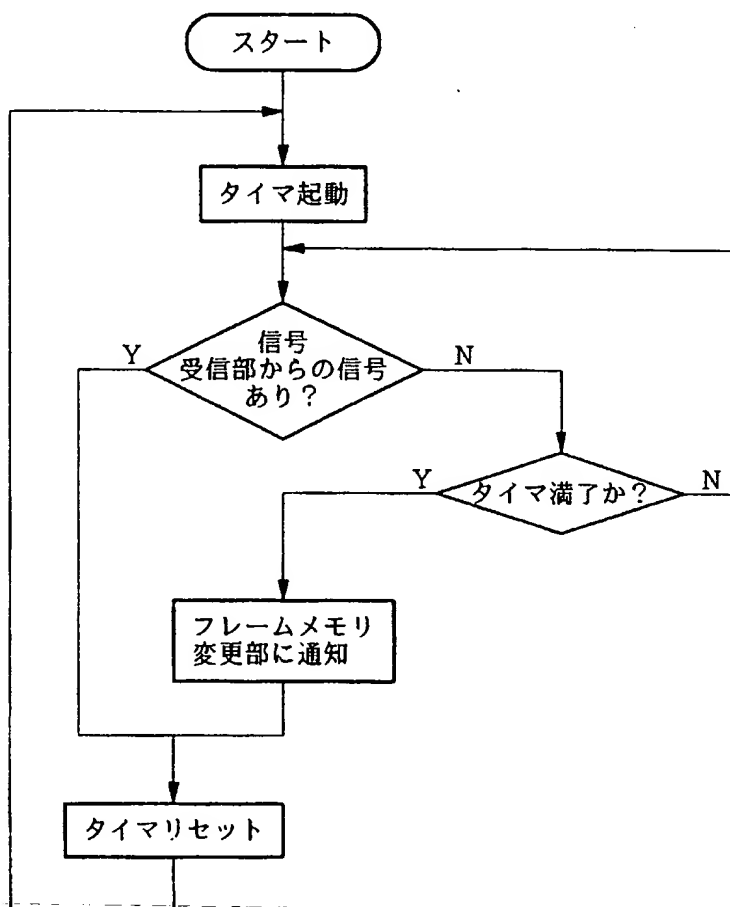 スタート
タイマ起動
信号
受信部からの信号
あり?
Y
N
タイマ満了か?
Y
N
フレームメモリ
変更部に通知
タイマリセット